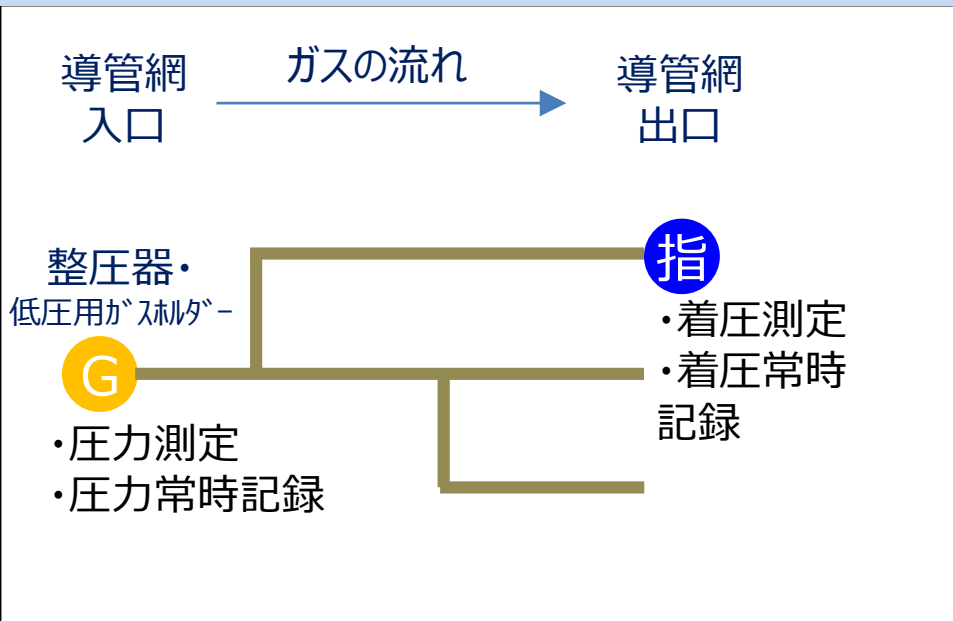 導管網
入口
ガスの流れ
導管網
出口
整圧器・
低圧用ｶﾞｽﾎﾙﾀﾞｰ
G
・圧力測定
・圧力常時記録
指
・着圧測定
・着圧常時
記録